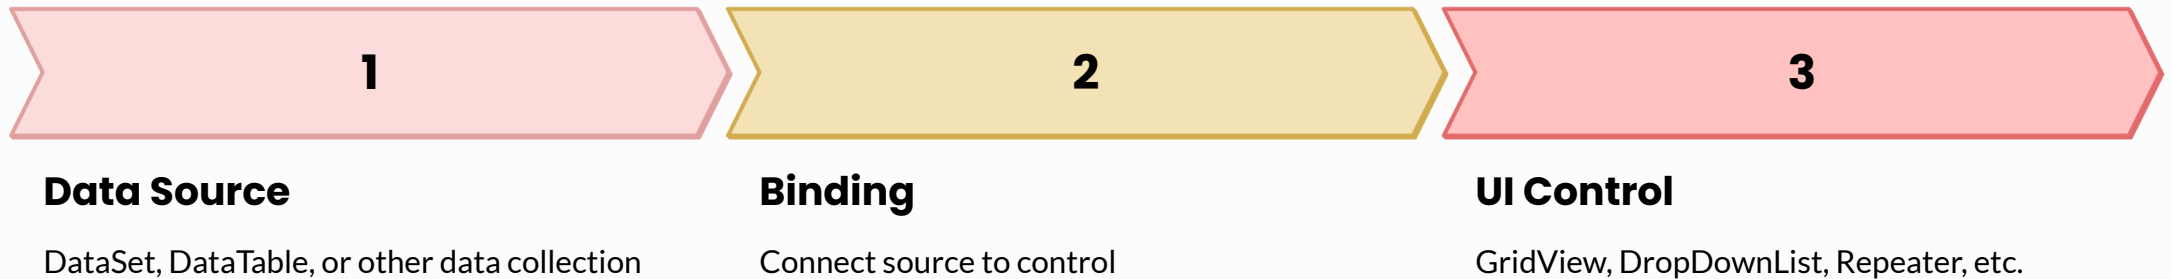 1
2
3
Data Source
Binding
UI Control
DataSet, DataTable, or other data collection
Connect source to control
GridView, DropDownList, Repeater, etc.